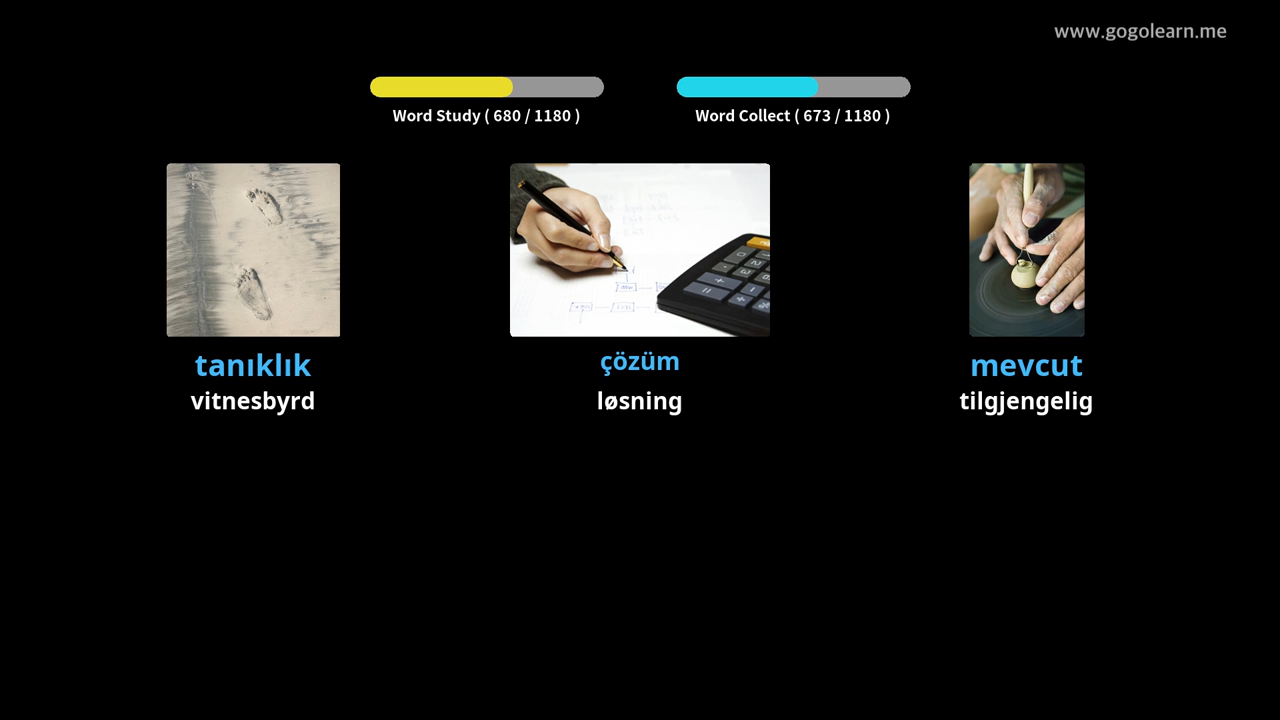 www.gogolearn.me
Word Study ( 680 / 1180 )
Word Collect ( 673 / 1180 )
tanıklık
vitnesbyrd
çözüm
løsning
mevcut
tilgjengelig